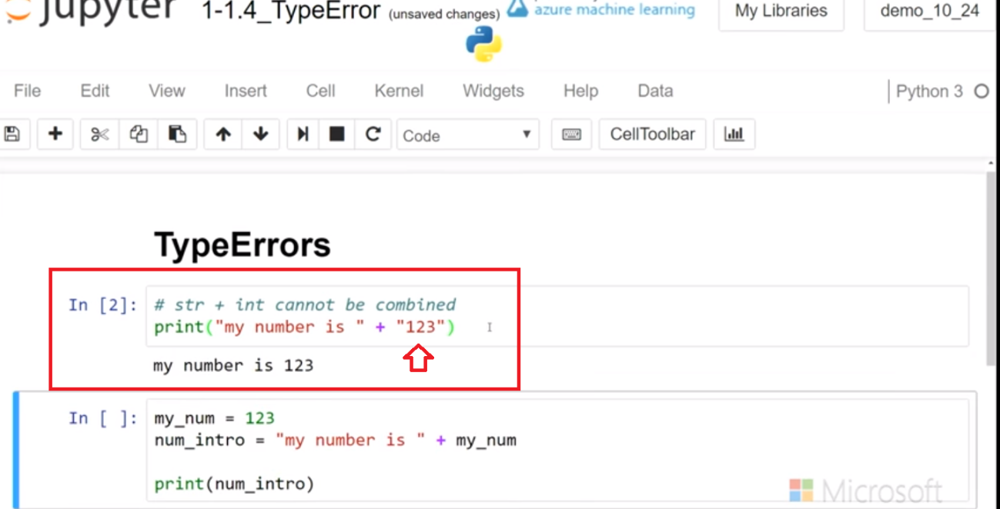 jupyter 1-1.4_TypeError (unsaved changes) azure machine learning My Libraries demo_10_24
File Edit View Insert Cell Kernel Widgets Help Data Python 3
Code CellToolbar
TypeErrors
In [2]: # str + int cannot be combined
print("my number is " + "123")
my number is 123
In [ ]: my_num = 123
num_intro = "my number is " + my_num
print(num_intro)
Microsoft